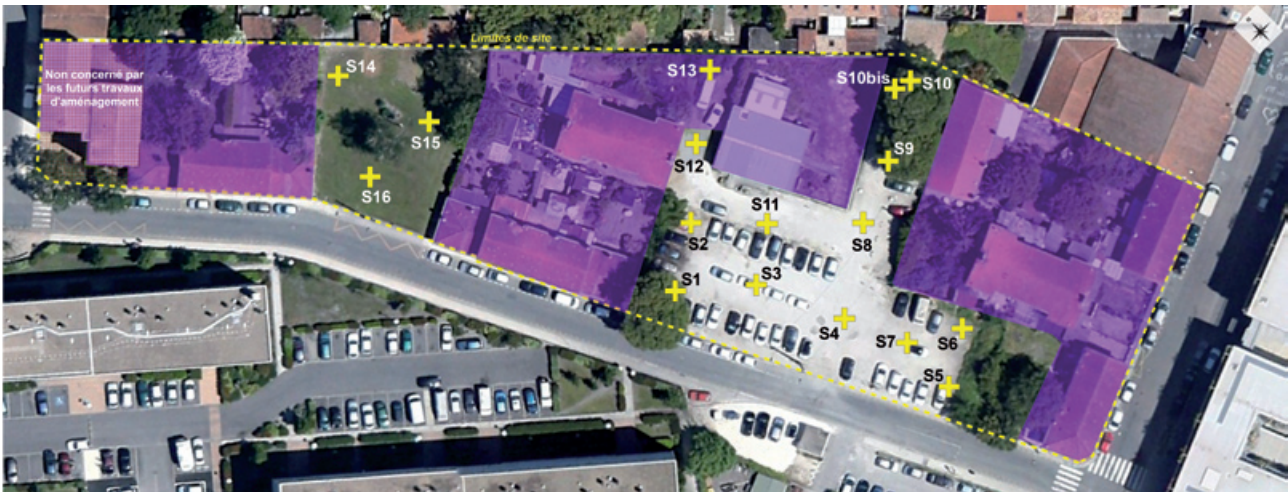 Limites de site
Non concerné par
les futurs travaux
d'aménagement
S14
S13
S10bis
S10
S15
S12
S9
S16
S11
S2
S8
S1
S3
S4
S7
S6
S5